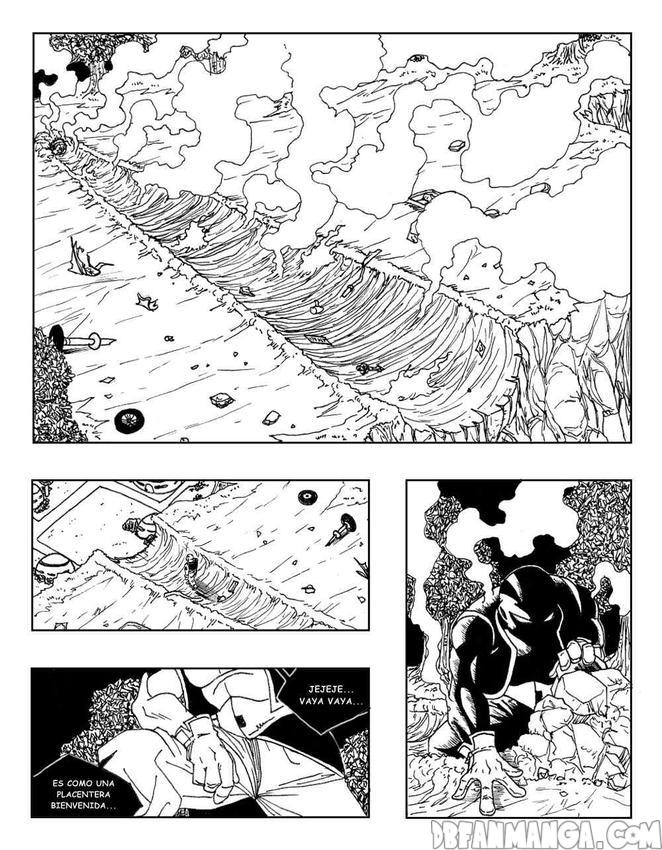 JEJEJE...
VAYA VAYA...
ES COMO UNA
PLACENTERA
BIENVENIDA...
DBFANMANGA.COM